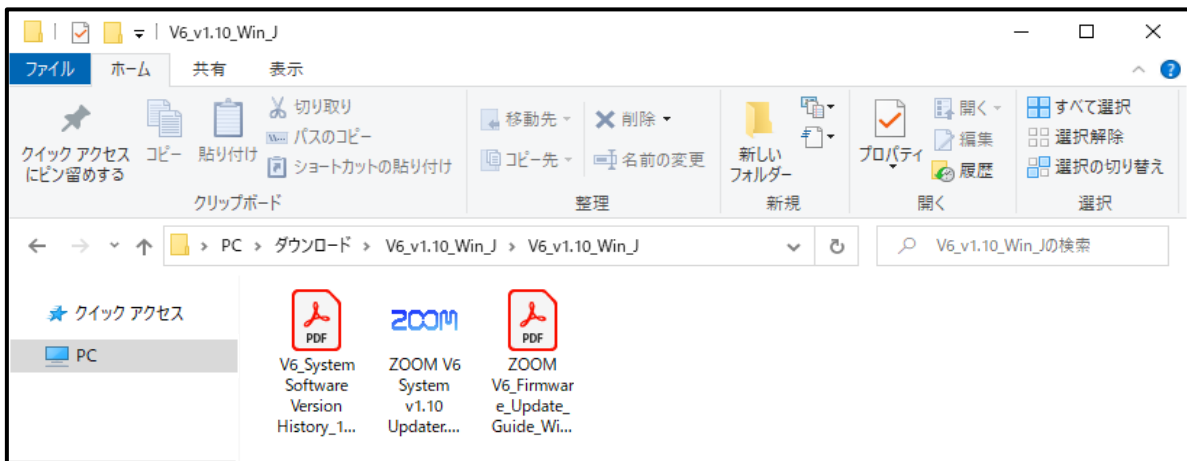 V6_v1.10_Win_J
ファイル ホーム 共有 表示
クイック アクセス
にピン留めする
コピー
貼り付け
切り取り
パスのコピー
ショートカットの貼り付け
クリップボード
移動先
コピー先
削除
名前の変更
整理
新しい
フォルダー
新規
プロパティ
開く
編集
履歴
開く
すべて選択
選択解除
選択の切り替え
選択
PC > ダウンロード > V6_v1.10_Win_J > V6_v1.10_Win_J
V6_v1.10_Win_Jの検索
クイック アクセス
PC
PDF
V6_System
Software
Version
History_1...
ZOOM
ZOOM V6
System
v1.10
Updater....
PDF
ZOOM
V6_Firmwar
e_Update_
Guide_Wi...